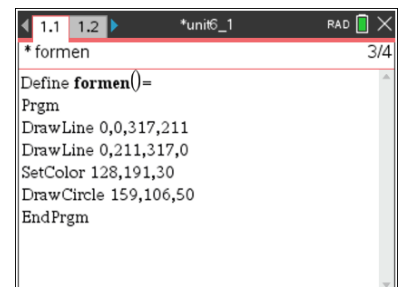 1.1 1.2 *unit6_1 RAD
* formen 3/4
Define formen()=
Prgm
DrawLine 0,0,317,211
DrawLine 0,211,317,0
SetColor 128,191,30
DrawCircle 159,106,50
EndPrgm